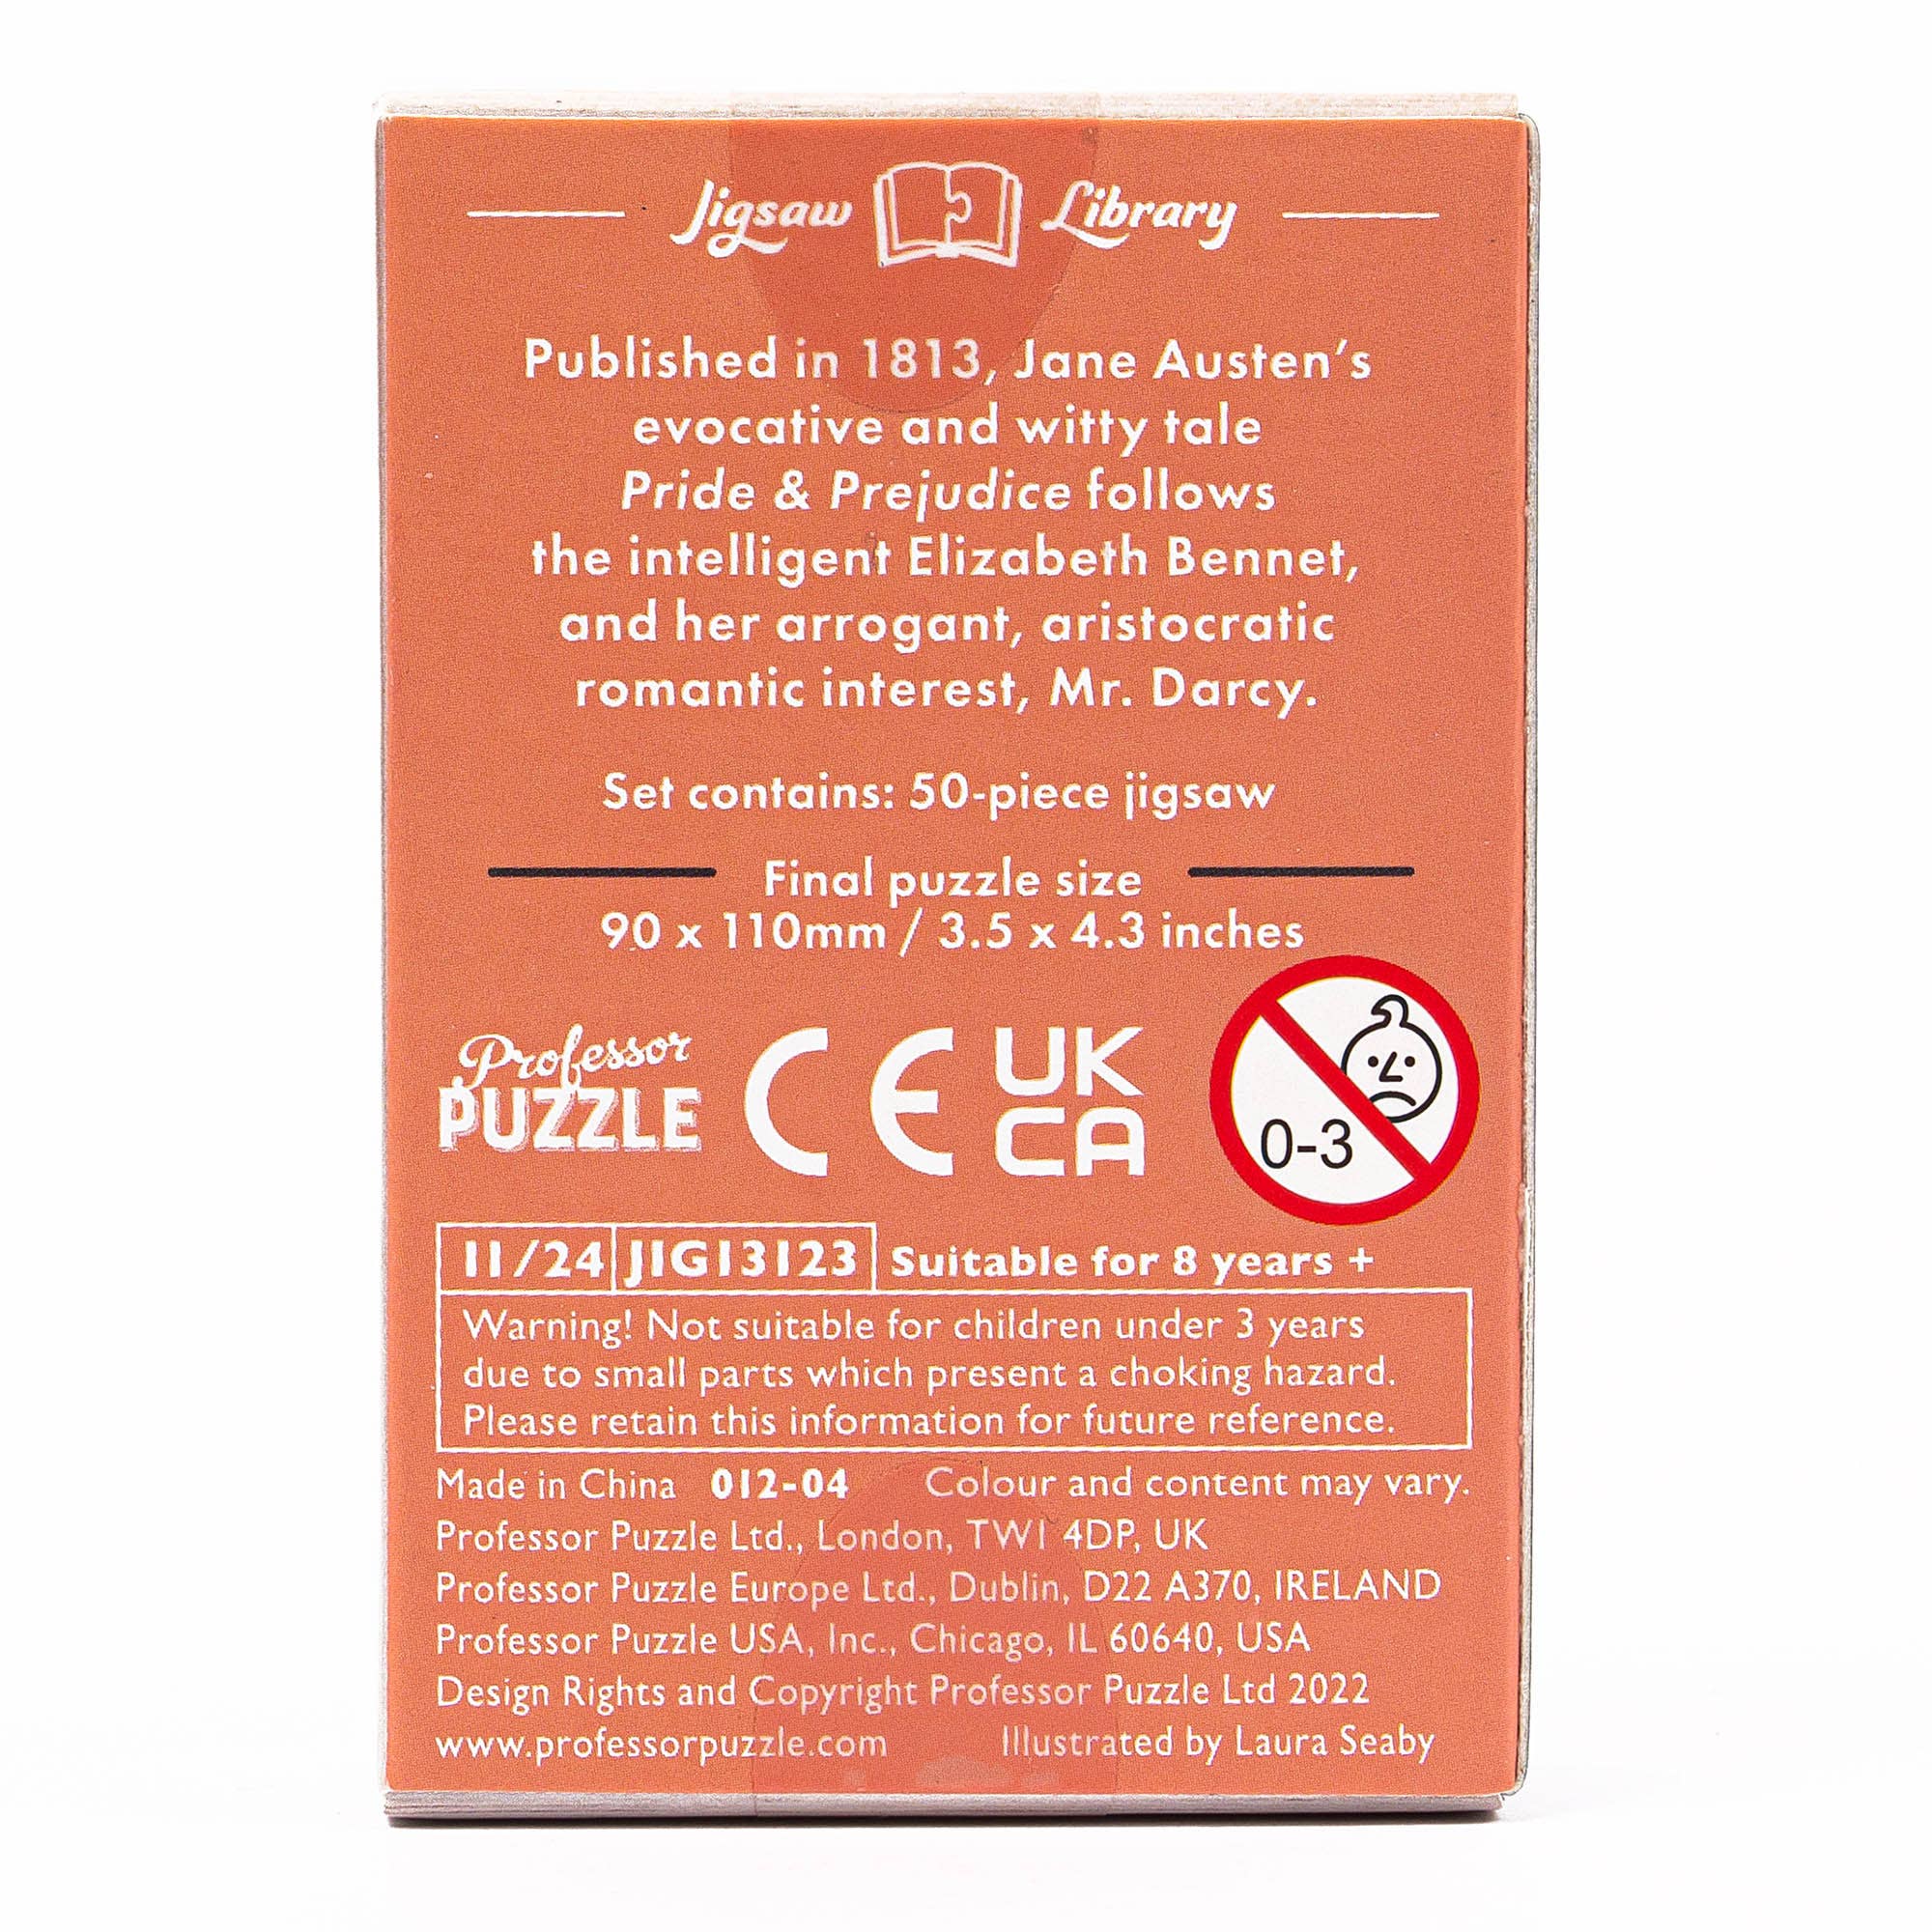 Jigsaw Library
Published in 1813, Jane Austen's
evocative and witty tale
Pride & Prejudice follows
the intelligent Elizabeth Bennet,
and her arrogant, aristocratic
romantic interest, Mr. Darcy.
Set contains: 50-piece jigsaw
Final puzzle size
90 x 110mm / 3.5 x 4.3 inches
Professor
PUZZLE
CE
UK
CA
0-3
11/24 JIG13123 Suitable for 8 years +
Warning! Not suitable for children under 3 years
due to small parts which present a choking hazard.
Please retain this information for future reference.
Made in China 012-04 Colour and content may vary.
Professor Puzzle Ltd., London, TW1 4DP, UK
Professor Puzzle Europe Ltd., Dublin, D22 A370, IRELAND
Professor Puzzle USA, Inc., Chicago, IL 60640, USA
Design Rights and Copyright Professor Puzzle Ltd 2022
www.professorpuzzle.com Illustrated by Laura Seaby